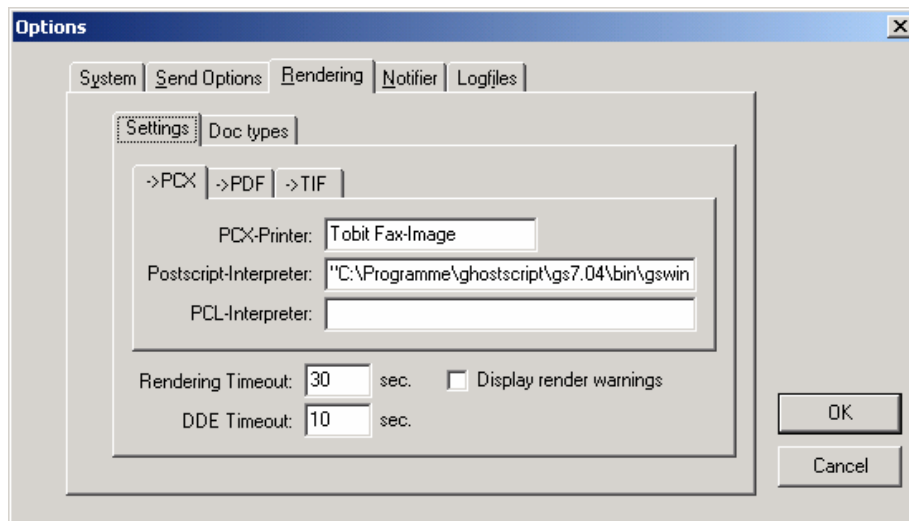 Options
System Send Options Rendering Notifier Logfiles
Settings Doc types
->PCX ->PDF ->TIF
PCX-Printer: Tobit Fax-Image
Postscript-Interpreter: "C:\Programme\ghostscript\gs7.04\bin\gswin
PCL-Interpreter:
Rendering Timeout: 30 sec. Display render warnings
DDE Timeout: 10 sec.
OK
Cancel